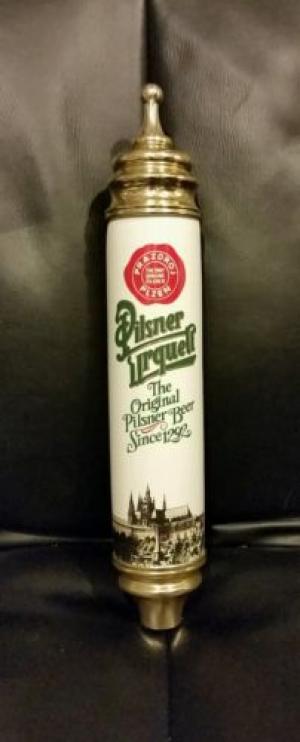 PRAZDROJ
PLZEŇ
Pilsner
Urquell
The
Original
Pilsner Beer
Since 1292